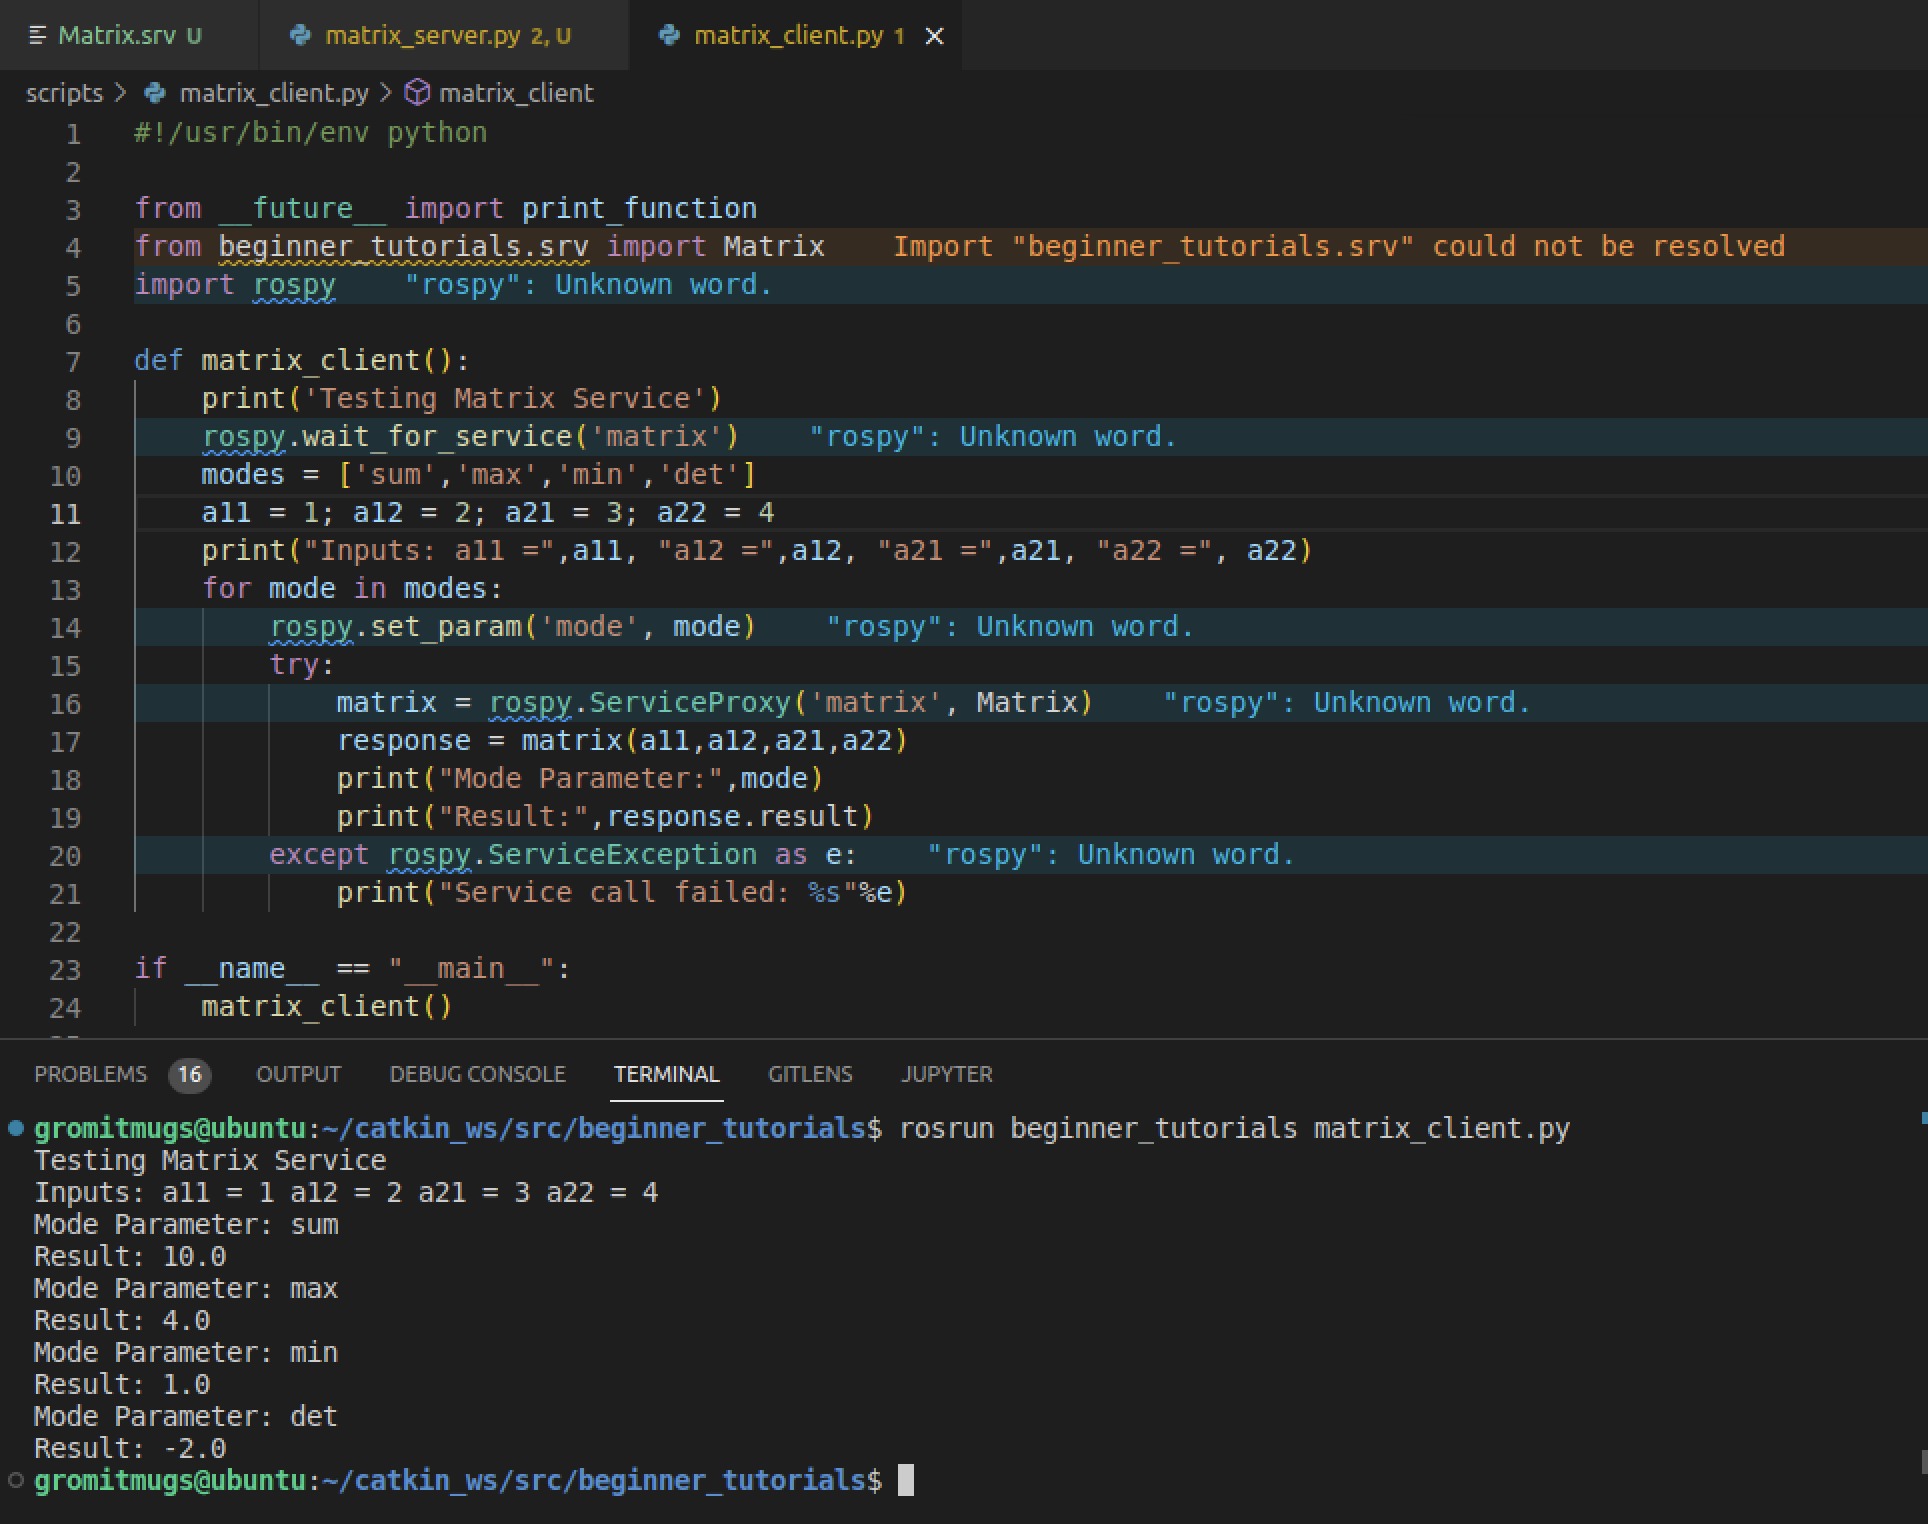 Matrix.srv U
matrix_server.py 2, U
matrix_client.py 1
scripts > matrix_client.py > matrix_client
1 #!/usr/bin/env python
2
3 from __future__ import print_function
4 from beginner_tutorials.srv import Matrix    Import "beginner_tutorials.srv" could not be resolved
5 import rospy    "rospy": Unknown word.
6
7 def matrix_client():
8     print('Testing Matrix Service')
9     rospy.wait_for_service('matrix')    "rospy": Unknown word.
10     modes = ['sum','max','min','det']
11     a11 = 1; a12 = 2; a21 = 3; a22 = 4
12     print("Inputs: a11 =",a11, "a12 =",a12, "a21 =",a21, "a22 =", a22)
13     for mode in modes:
14         rospy.set_param('mode', mode)    "rospy": Unknown word.
15         try:
16             matrix = rospy.ServiceProxy('matrix', Matrix)    "rospy": Unknown word.
17             response = matrix(a11,a12,a21,a22)
18             print("Mode Parameter:",mode)
19             print("Result:",response.result)
20         except rospy.ServiceException as e:    "rospy": Unknown word.
21             print("Service call failed: %s"%e)
22
23 if __name__ == "__main__":
24     matrix_client()
PROBLEMS 16 OUTPUT DEBUG CONSOLE TERMINAL GITLENS JUPYTER
gromitmugs@ubuntu:~/catkin_ws/src/beginner_tutorials$ rosrun beginner_tutorials matrix_client.py
Testing Matrix Service
Inputs: a11 = 1 a12 = 2 a21 = 3 a22 = 4
Mode Parameter: sum
Result: 10.0
Mode Parameter: max
Result: 4.0
Mode Parameter: min
Result: 1.0
Mode Parameter: det
Result: -2.0
gromitmugs@ubuntu:~/catkin_ws/src/beginner_tutorials$